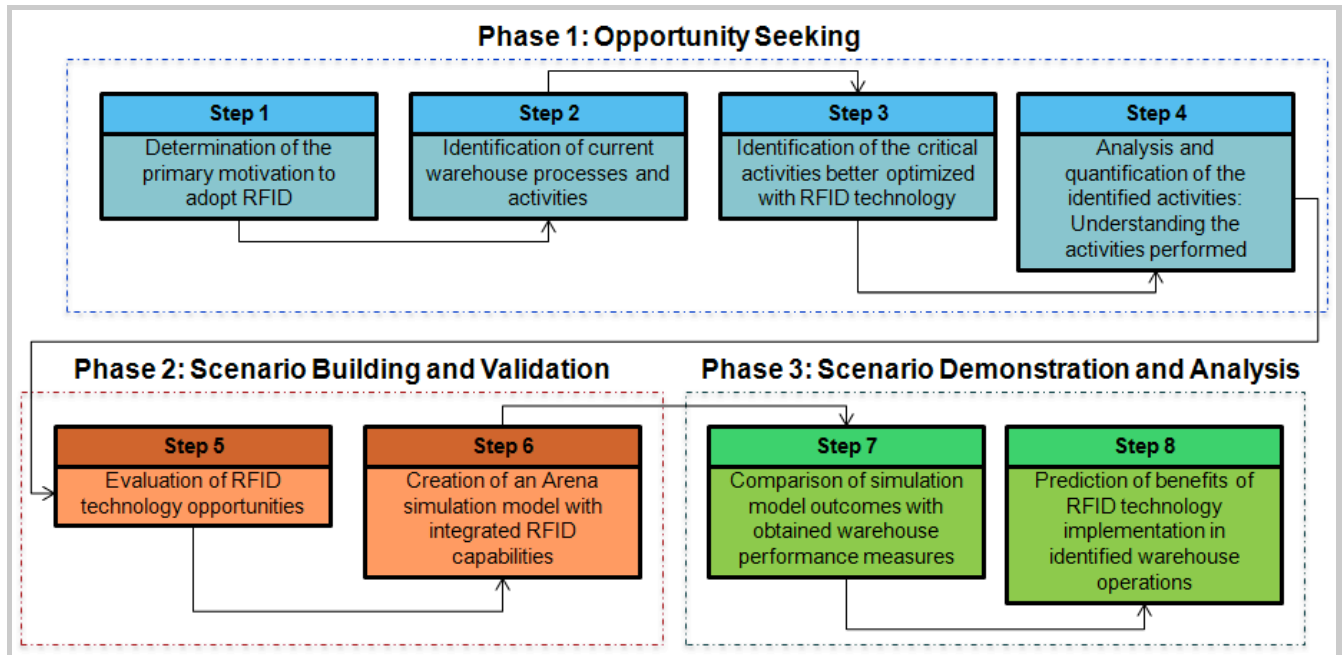 Phase 1: Opportunity Seeking
Step 1
Determination of the
primary motivation to
adopt RFID
Step 2
Identification of current
warehouse processes and
activities
Step 3
Identification of the critical
activities better optimized
with RFID technology
Step 4
Analysis and
quantification of the
identified activities:
Understanding the
activities performed
Phase 2: Scenario Building and Validation
Step 5
Evaluation of RFID
technology opportunities
Step 6
Creation of an Arena
simulation model with
integrated RFID
capabilities
Phase 3: Scenario Demonstration and Analysis
Step 7
Comparison of simulation
model outcomes with
obtained warehouse
performance measures
Step 8
Prediction of benefits of
RFID technology
implementation in
identified warehouse
operations